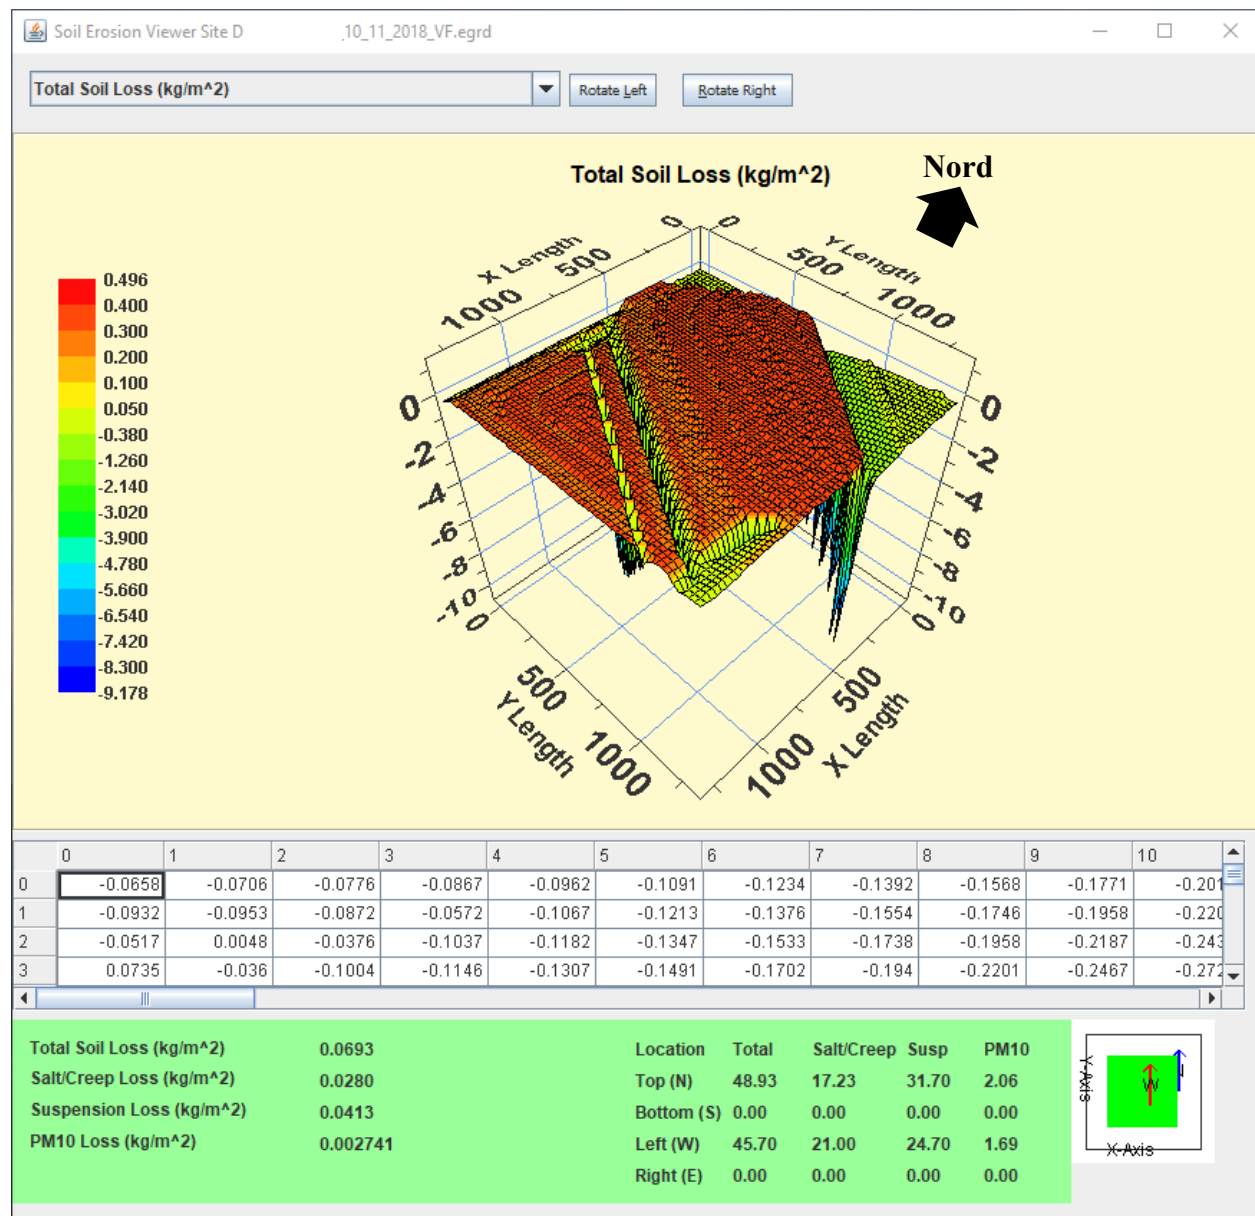 Soil Erosion Viewer Site D 10_11_2018_VF.egrd
Total Soil Loss (kg/m^2) Rotate Left Rotate Right
Total Soil Loss (kg/m^2)
Nord
0 0
X Length Y Length
500 500
1000 1000
0.496
0.400
0.300
0.200
0.100
0.050
-0.380
-1.260
-2.140
-3.020
-3.900
-4.780
-5.660
-6.540
-7.420
-8.300
-9.178
0 0
-2 -2
-4 -4
-6 -6
-8 -8
-10 -10
0 0
500 500
Y Length X Length
1000 1000
0 1 2 3 4 5 6 7 8 9 10
0 -0.0658 -0.0706 -0.0776 -0.0867 -0.0962 -0.1091 -0.1234 -0.1392 -0.1568 -0.1771 -0.201
1 -0.0932 -0.0953 -0.0872 -0.0572 -0.1067 -0.1213 -0.1376 -0.1554 -0.1746 -0.1958 -0.220
2 -0.0517 0.0048 -0.0376 -0.1037 -0.1182 -0.1347 -0.1533 -0.1738 -0.1958 -0.2187 -0.243
3 0.0735 -0.036 -0.1004 -0.1146 -0.1307 -0.1491 -0.1702 -0.194 -0.2201 -0.2467 -0.272
Total Soil Loss (kg/m^2) 0.0693
Salt/Creep Loss (kg/m^2) 0.0280
Suspension Loss (kg/m^2) 0.0413
PM10 Loss (kg/m^2) 0.002741
Location Total Salt/Creep Susp PM10
Top (N) 48.93 17.23 31.70 2.06
Bottom (S) 0.00 0.00 0.00 0.00
Left (W) 45.70 21.00 24.70 1.69
Right (E) 0.00 0.00 0.00 0.00
Y-Axis
W
X-Axis